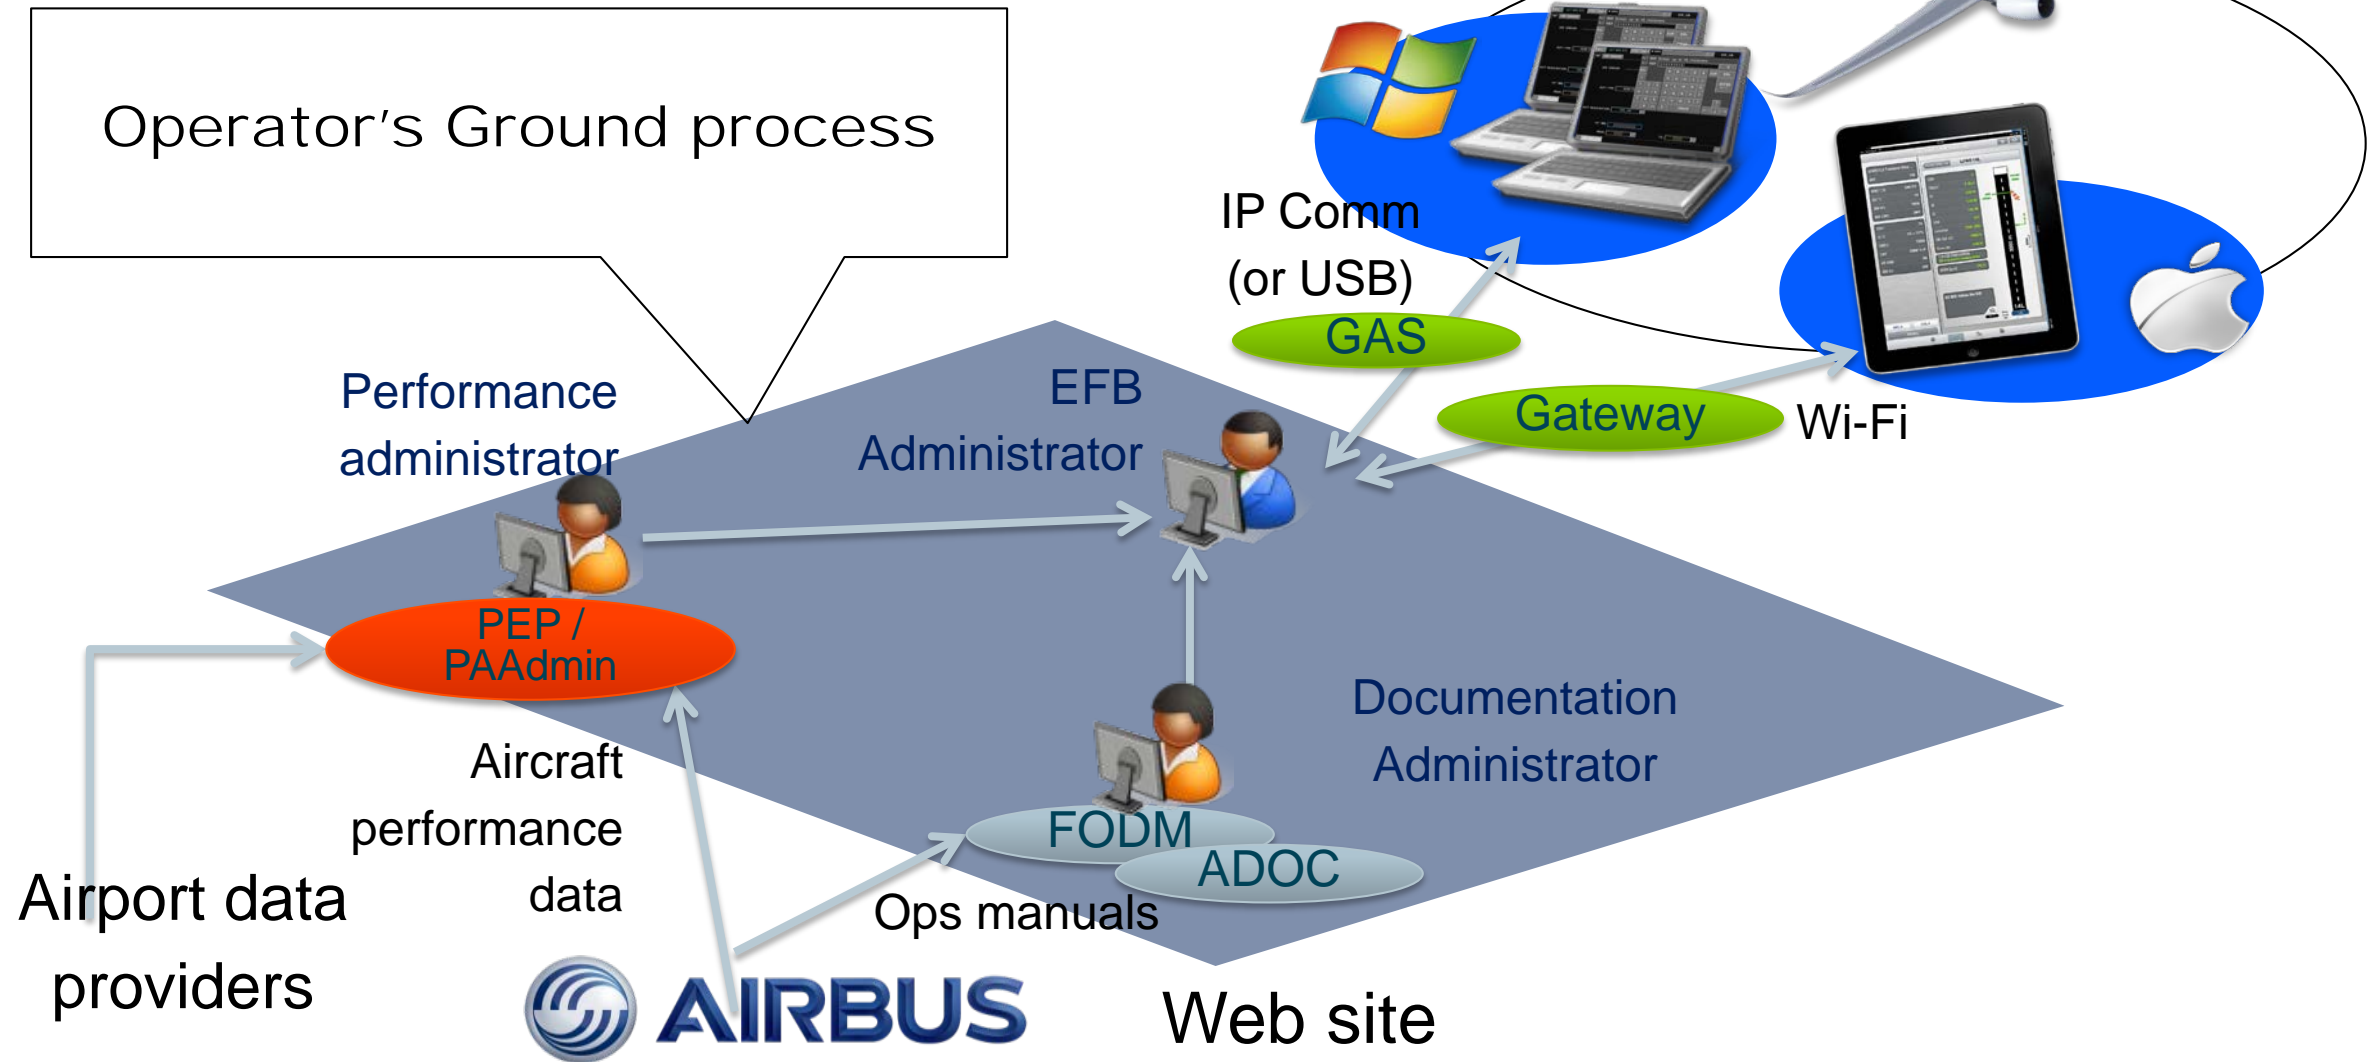 Operator's Ground process
IP Comm
(or USB)
GAS
Gateway
Wi-Fi
Performance
administrator
EFB
Administrator
PEP /
PAAdmin
Documentation
Administrator
Aircraft
performance
data
FODM
ADOC
Ops manuals
Airport data
providers
AIRBUS
Web site